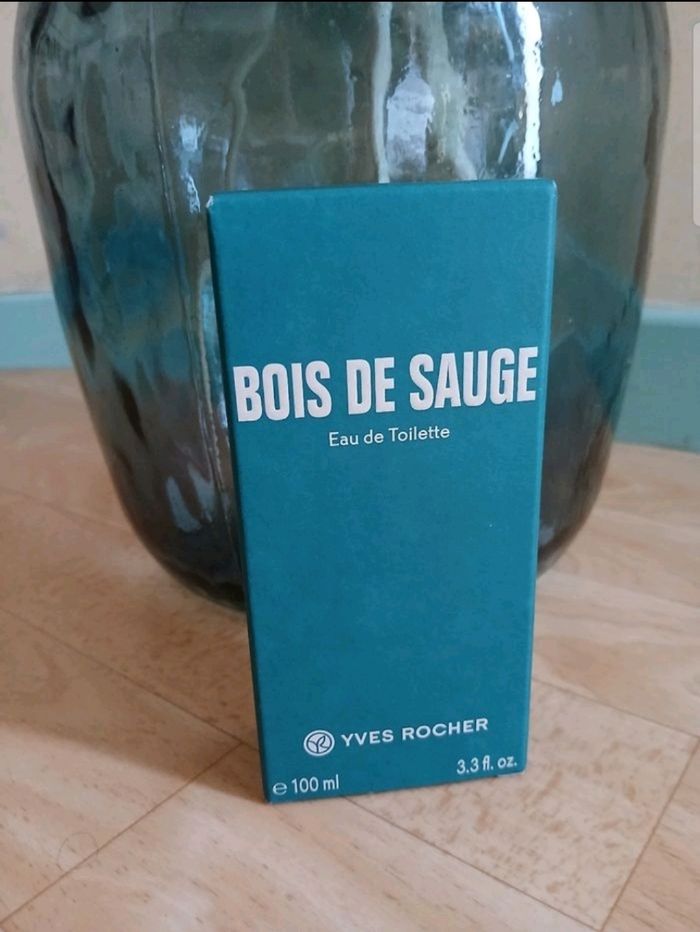 BOIS DE SAUGE
Eau de Toilette
YVES ROCHER
℮ 100 ml
3.3 fl. oz.